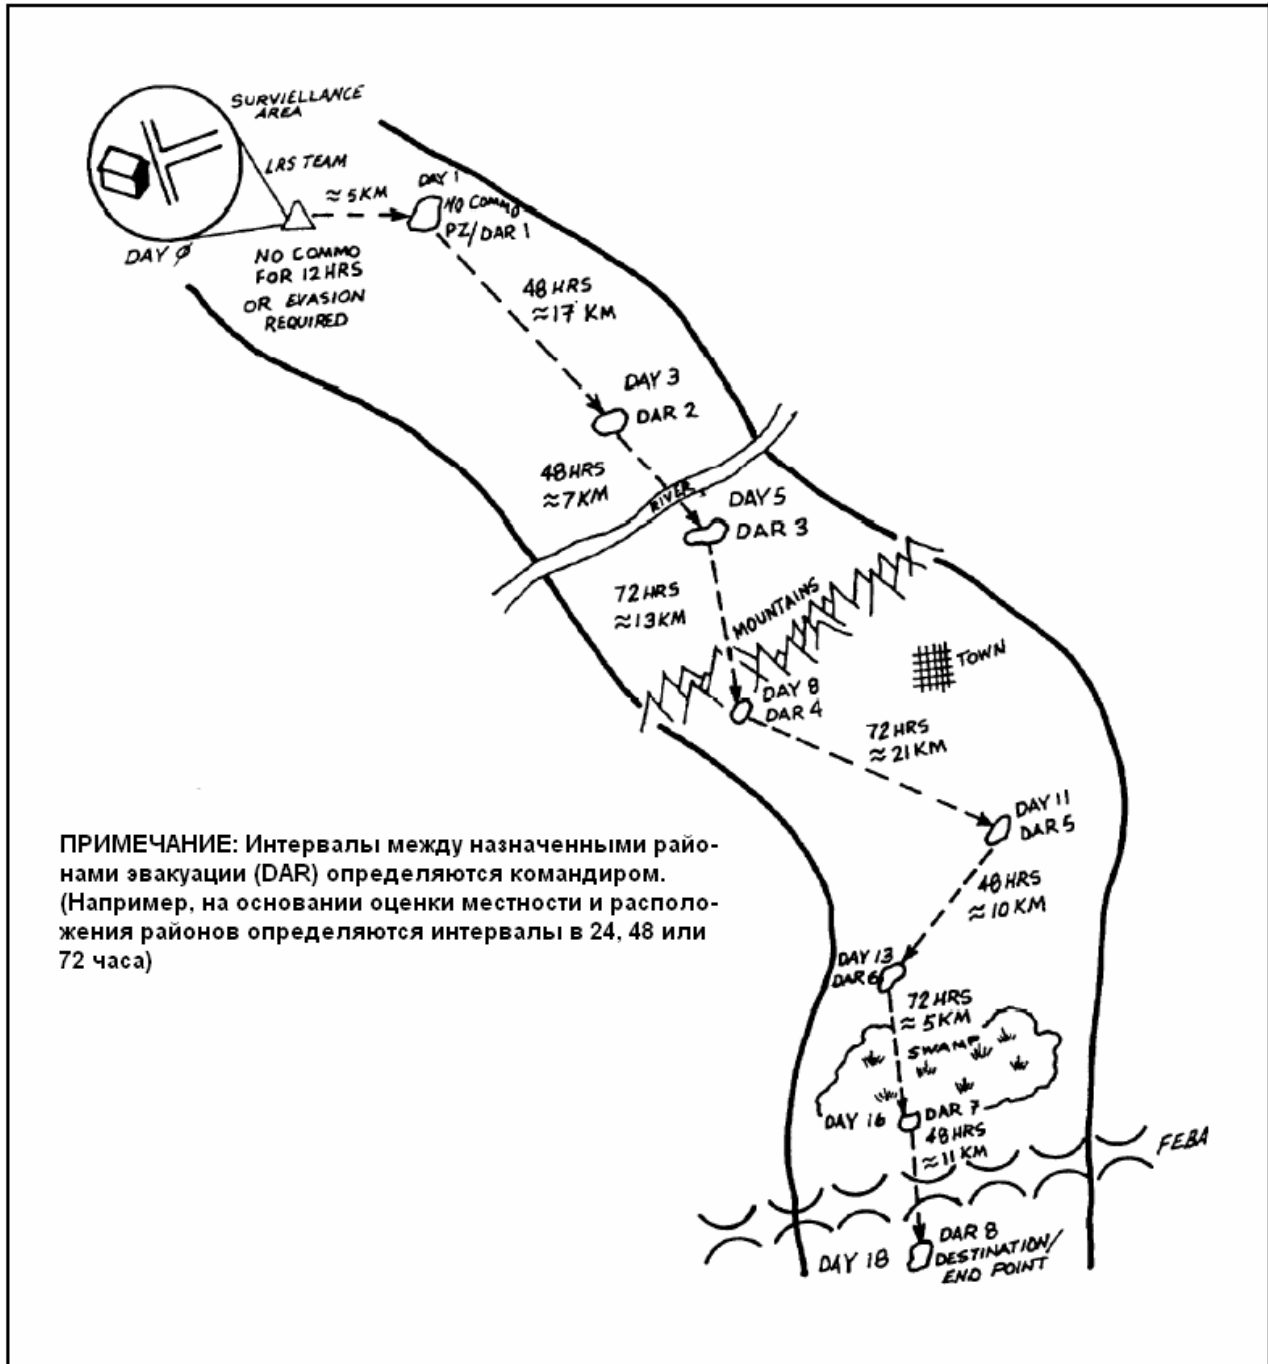 SURVIELLANCE
AREA
LRS TEAM
≈ 5KM
DAY 1
NO COMMO
PZ/DAR 1
DAY Ø
NO COMMO
FOR 12 HRS
OR EVASION
REQUIRED
48 HRS
≈17 KM
DAY 3
DAR 2
48 HRS
≈7KM
RIVER
DAY 5
DAR 3
72 HRS
≈13KM
MOUNTAINS
TOWN
DAY 8
DAR 4
72 HRS
≈ 21KM
DAY 11
DAR 5
ПРИМЕЧАНИЕ: Интервалы между назначенными райо-
нами эвакуации (DAR) определяются командиром.
(Например, на основании оценки местности и располо-
жения районов определяются интервалы в 24, 48 или
72 часа)
48 HRS
≈ 10 KM
DAY 13
DAR 6
72 HRS
≈ 5KM
SWAMP
DAY 16
DAR 7
48 HRS
≈ 11 KM
FEBA
DAY 18
DAR 8
DESTINATION/
END POINT